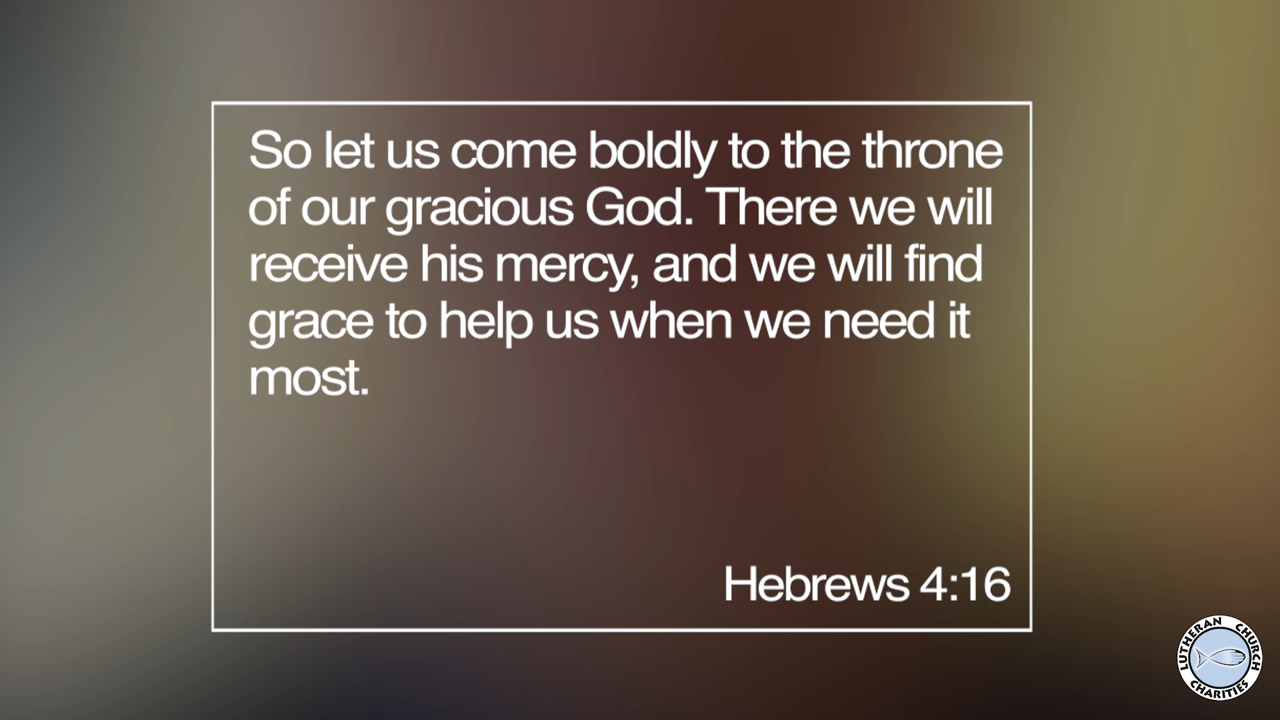 So let us come boldly to the throne
of our gracious God. There we will
receive his mercy, and we will find
grace to help us when we need it
most.
Hebrews 4:16
LUTHERAN CHURCH
CHARITIES